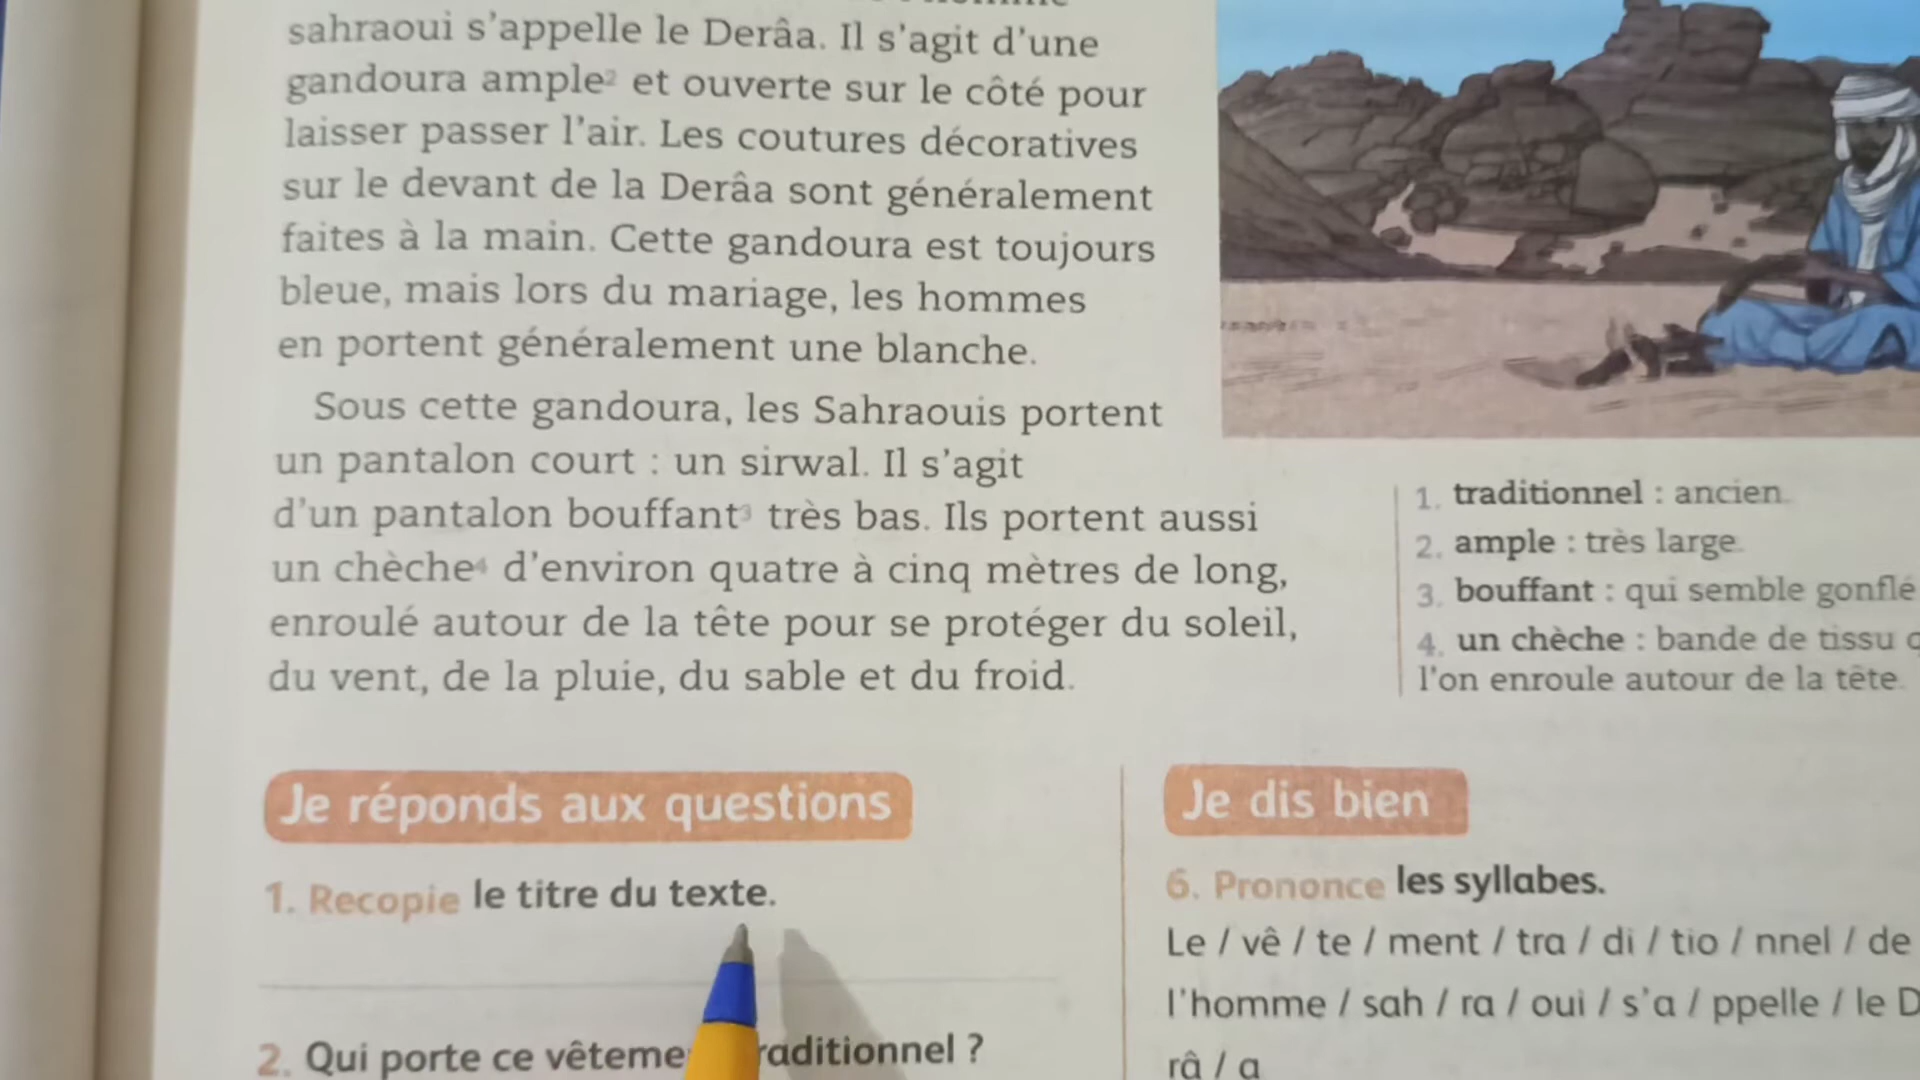 sahraoui s'appelle le Derâa. Il s'agit d'une
gandoura ample² et ouverte sur le côté pour
laisser passer l'air. Les coutures décoratives
sur le devant de la Derâa sont généralement
faites à la main. Cette gandoura est toujours
bleue, mais lors du mariage, les hommes
en portent généralement une blanche.
Sous cette gandoura, les Sahraouis portent
un pantalon court : un sirwal. Il s'agit
d'un pantalon bouffant³ très bas. Ils portent aussi
un chèche⁴ d'environ quatre à cinq mètres de long,
enroulé autour de la tête pour se protéger du soleil,
du vent, de la pluie, du sable et du froid.
1. traditionnel : ancien.
2. ample : très large.
3. bouffant : qui semble gonflé
4. un chèche : bande de tissu
l'on enroule autour de la tête.
Je réponds aux questions
1. Recopie le titre du texte.
2. Qui porte ce vêteme raditionnel ?
Je dis bien
6. Prononce les syllabes.
Le / vê / te / ment / tra / di / tio / nnel / de
l'homme / sah / ra / oui / s'a / ppelle / le D
râ / a